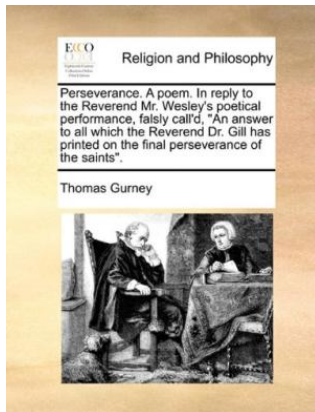 ECCO
Religion and Philosophy
Perseverance. A poem. In reply to
the Reverend Mr. Wesley's poetical
performance, falsly call'd, "An answer
to all which the Reverend Dr. Gill has
printed on the final perseverance of
the saints".
Thomas Gurney